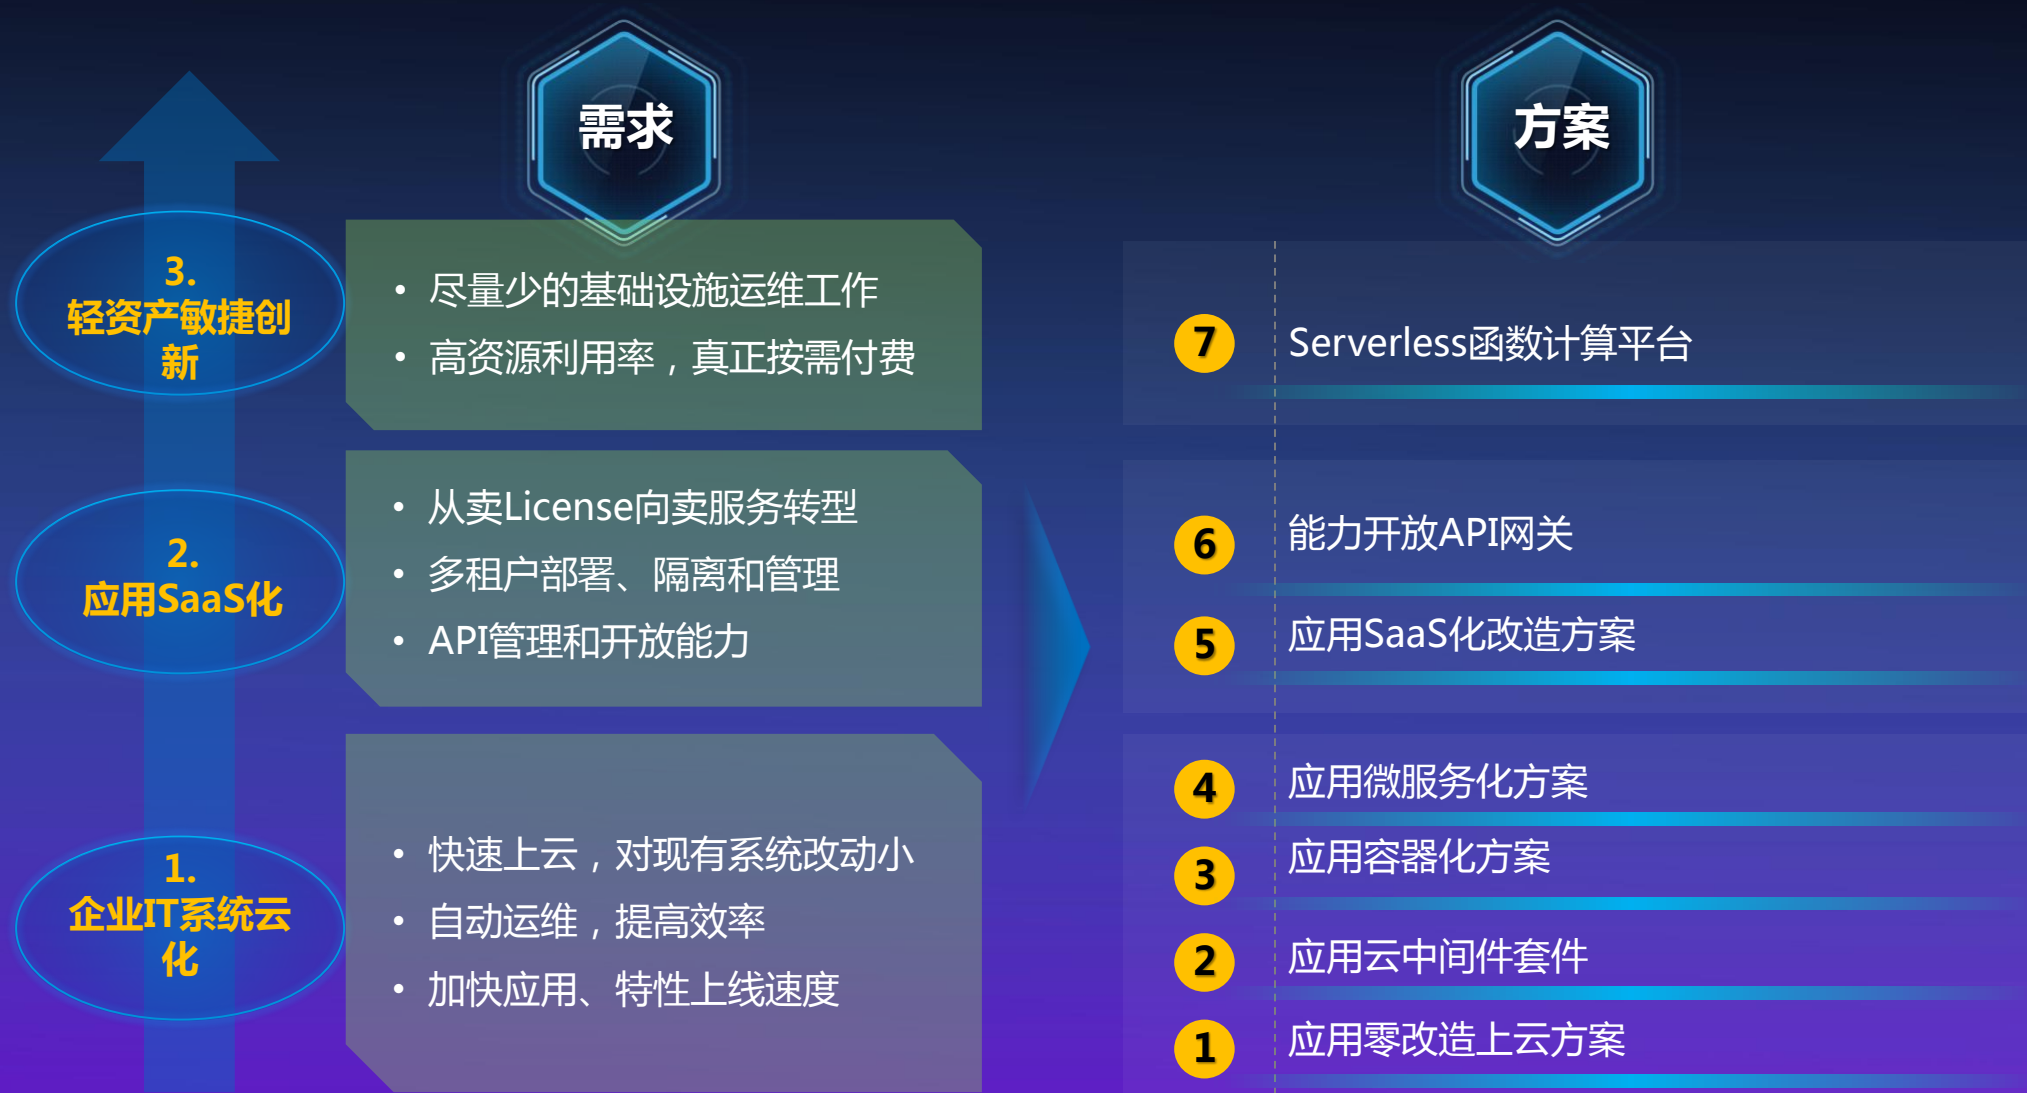 需求
方案
3.
轻资产敏捷创
新
• 尽量少的基础设施运维工作
• 高资源利用率，真正按需付费
7
Serverless函数计算平台
2.
应用SaaS化
• 从卖License向卖服务转型
• 多租户部署、隔离和管理
• API管理和开放能力
6
能力开放API网关
5
应用SaaS化改造方案
1.
企业IT系统云
化
• 快速上云，对现有系统改动小
• 自动运维，提高效率
• 加快应用、特性上线速度
4
应用微服务化方案
3
应用容器化方案
2
应用云中间件套件
1
应用零改造上云方案